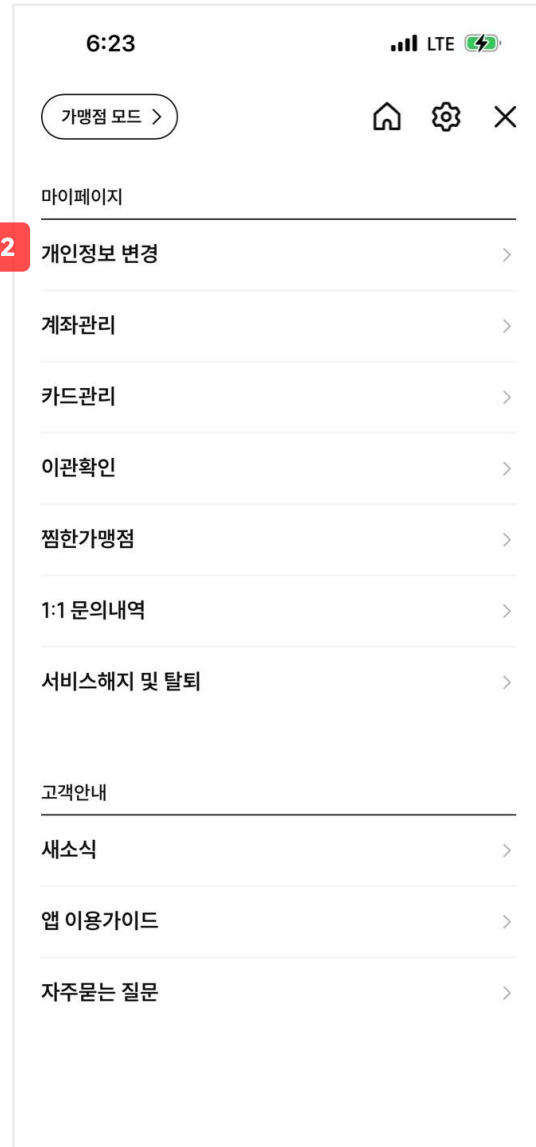 6:23 LTE
가맹점 모드
마이페이지
2
개인정보 변경
계좌관리
카드관리
이관확인
찜한가맹점
1:1 문의내역
서비스해지 및 탈퇴
고객안내
새소식
앱 이용가이드
자주묻는 질문